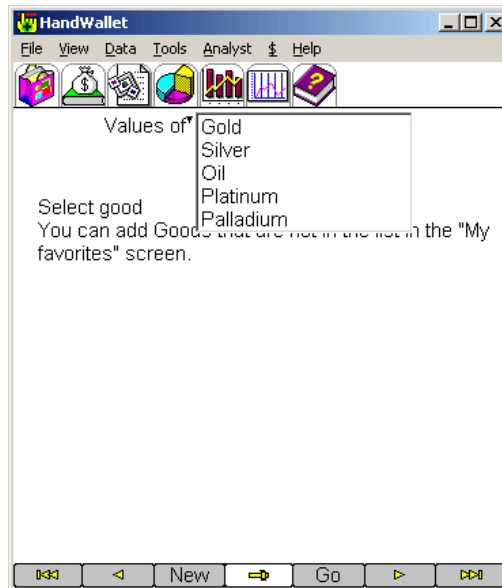 HandWallet
File View Data Tools Analyst $ Help
Values of
Gold
Silver
Oil
Platinum
Palladium
Select good
You can add Goods that are not in the list in the "My
favorites" screen.
New Go